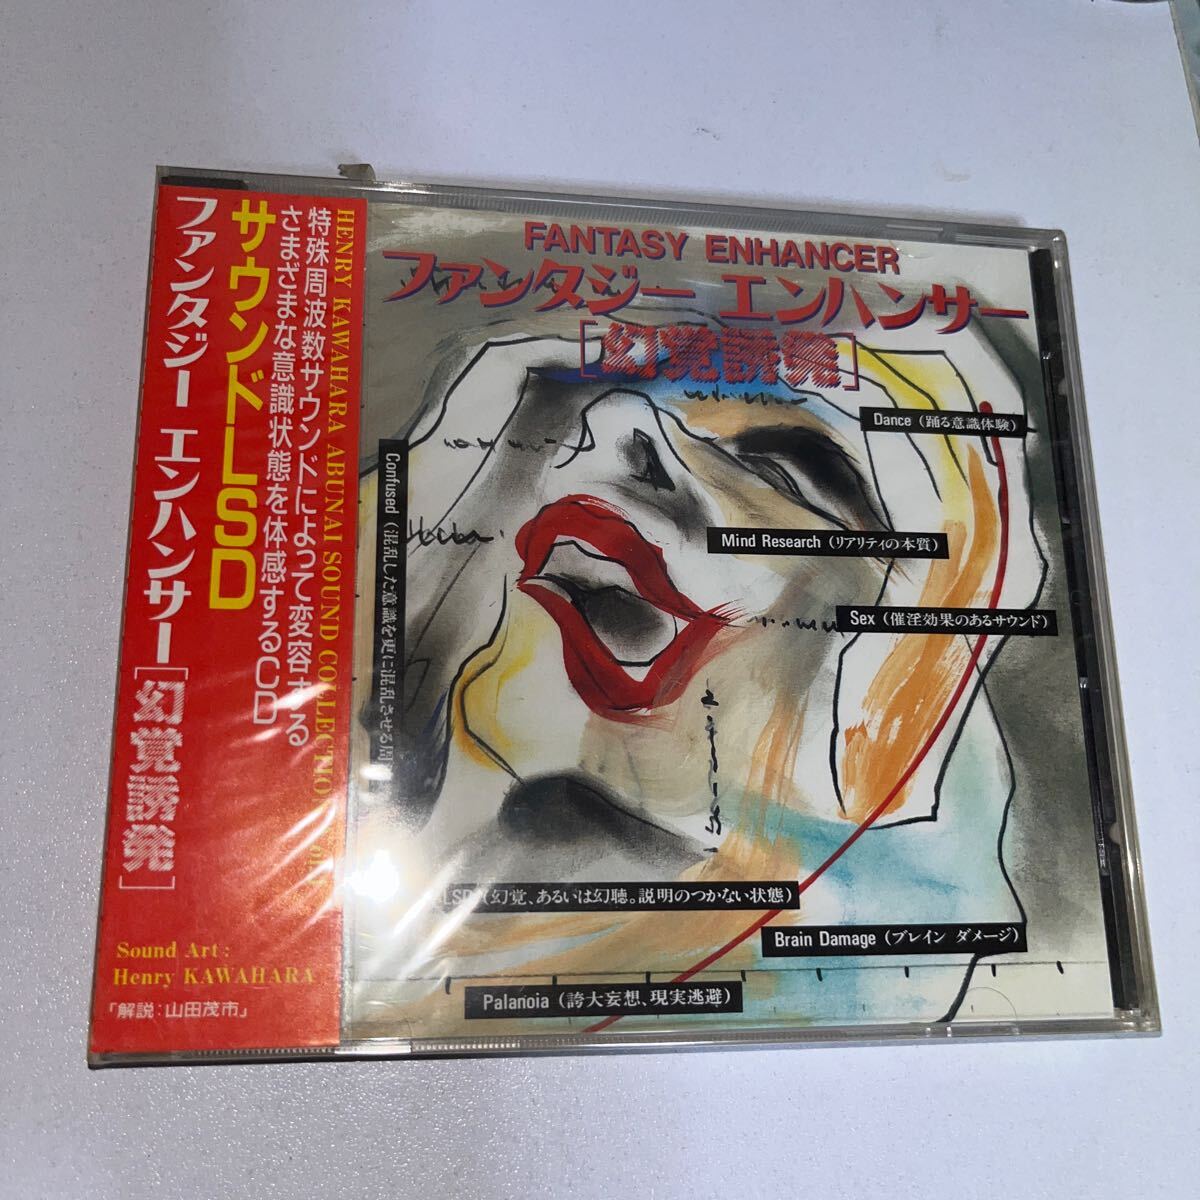 HENRY KAWAHARA ABUNAI SOUND COLLECTION
特殊周波数サウンドによって変容する
さまざまな意識状態を体感するCD
サウンドLSD
ファンタジー エンハンサー[幻覚誘発]
Sound Art :
Henry KAWAHARA
「解説:山田茂市」
FANTASY ENHANCER
ファンタジー エンハンサー
[幻覚誘発]
Dance (踊る意識体験)
Confused (混乱した意識を更に混乱させる周
Mind Research (リアリティの本質)
Sex (催淫効果のあるサウンド)
LSD (幻覚、あるいは幻聴。説明のつかない状態)
Brain Damage (ブレイン ダメージ)
Palanoia (誇大妄想、現実逃避)